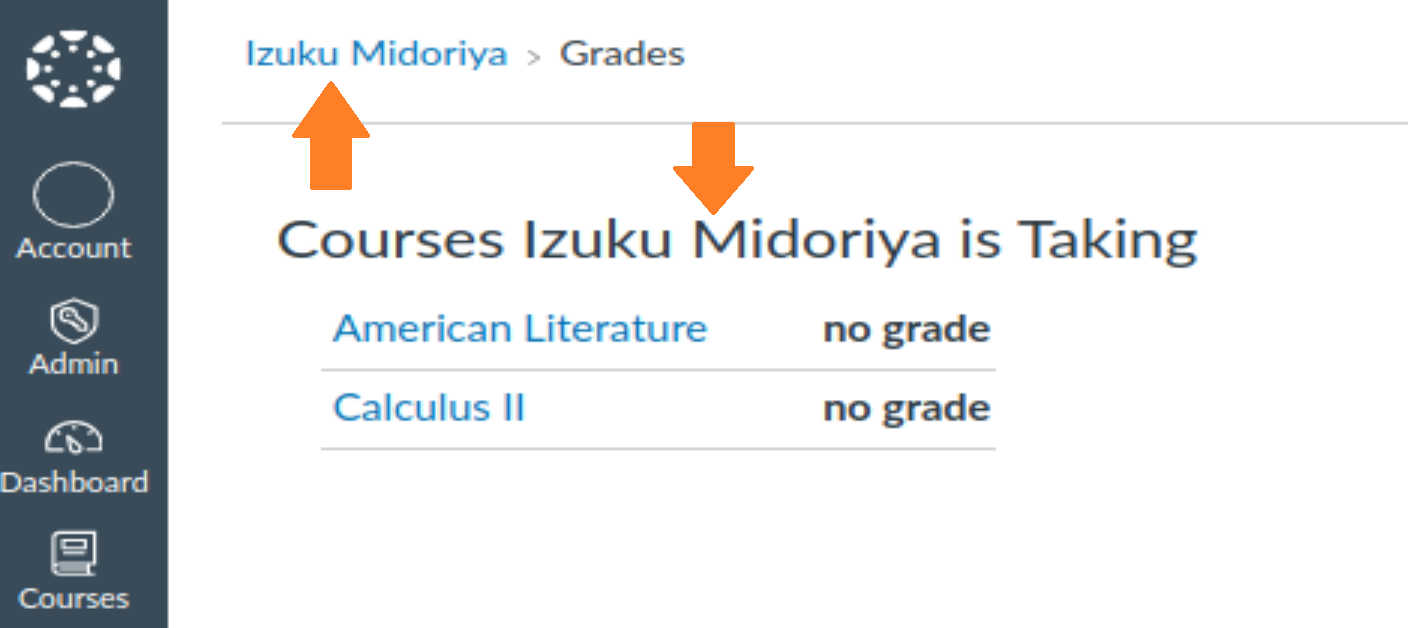 Izuku Midoriya > Grades
Account
Admin
Dashboard
Courses
Courses Izuku Midoriya is Taking
American Literature no grade
Calculus II no grade